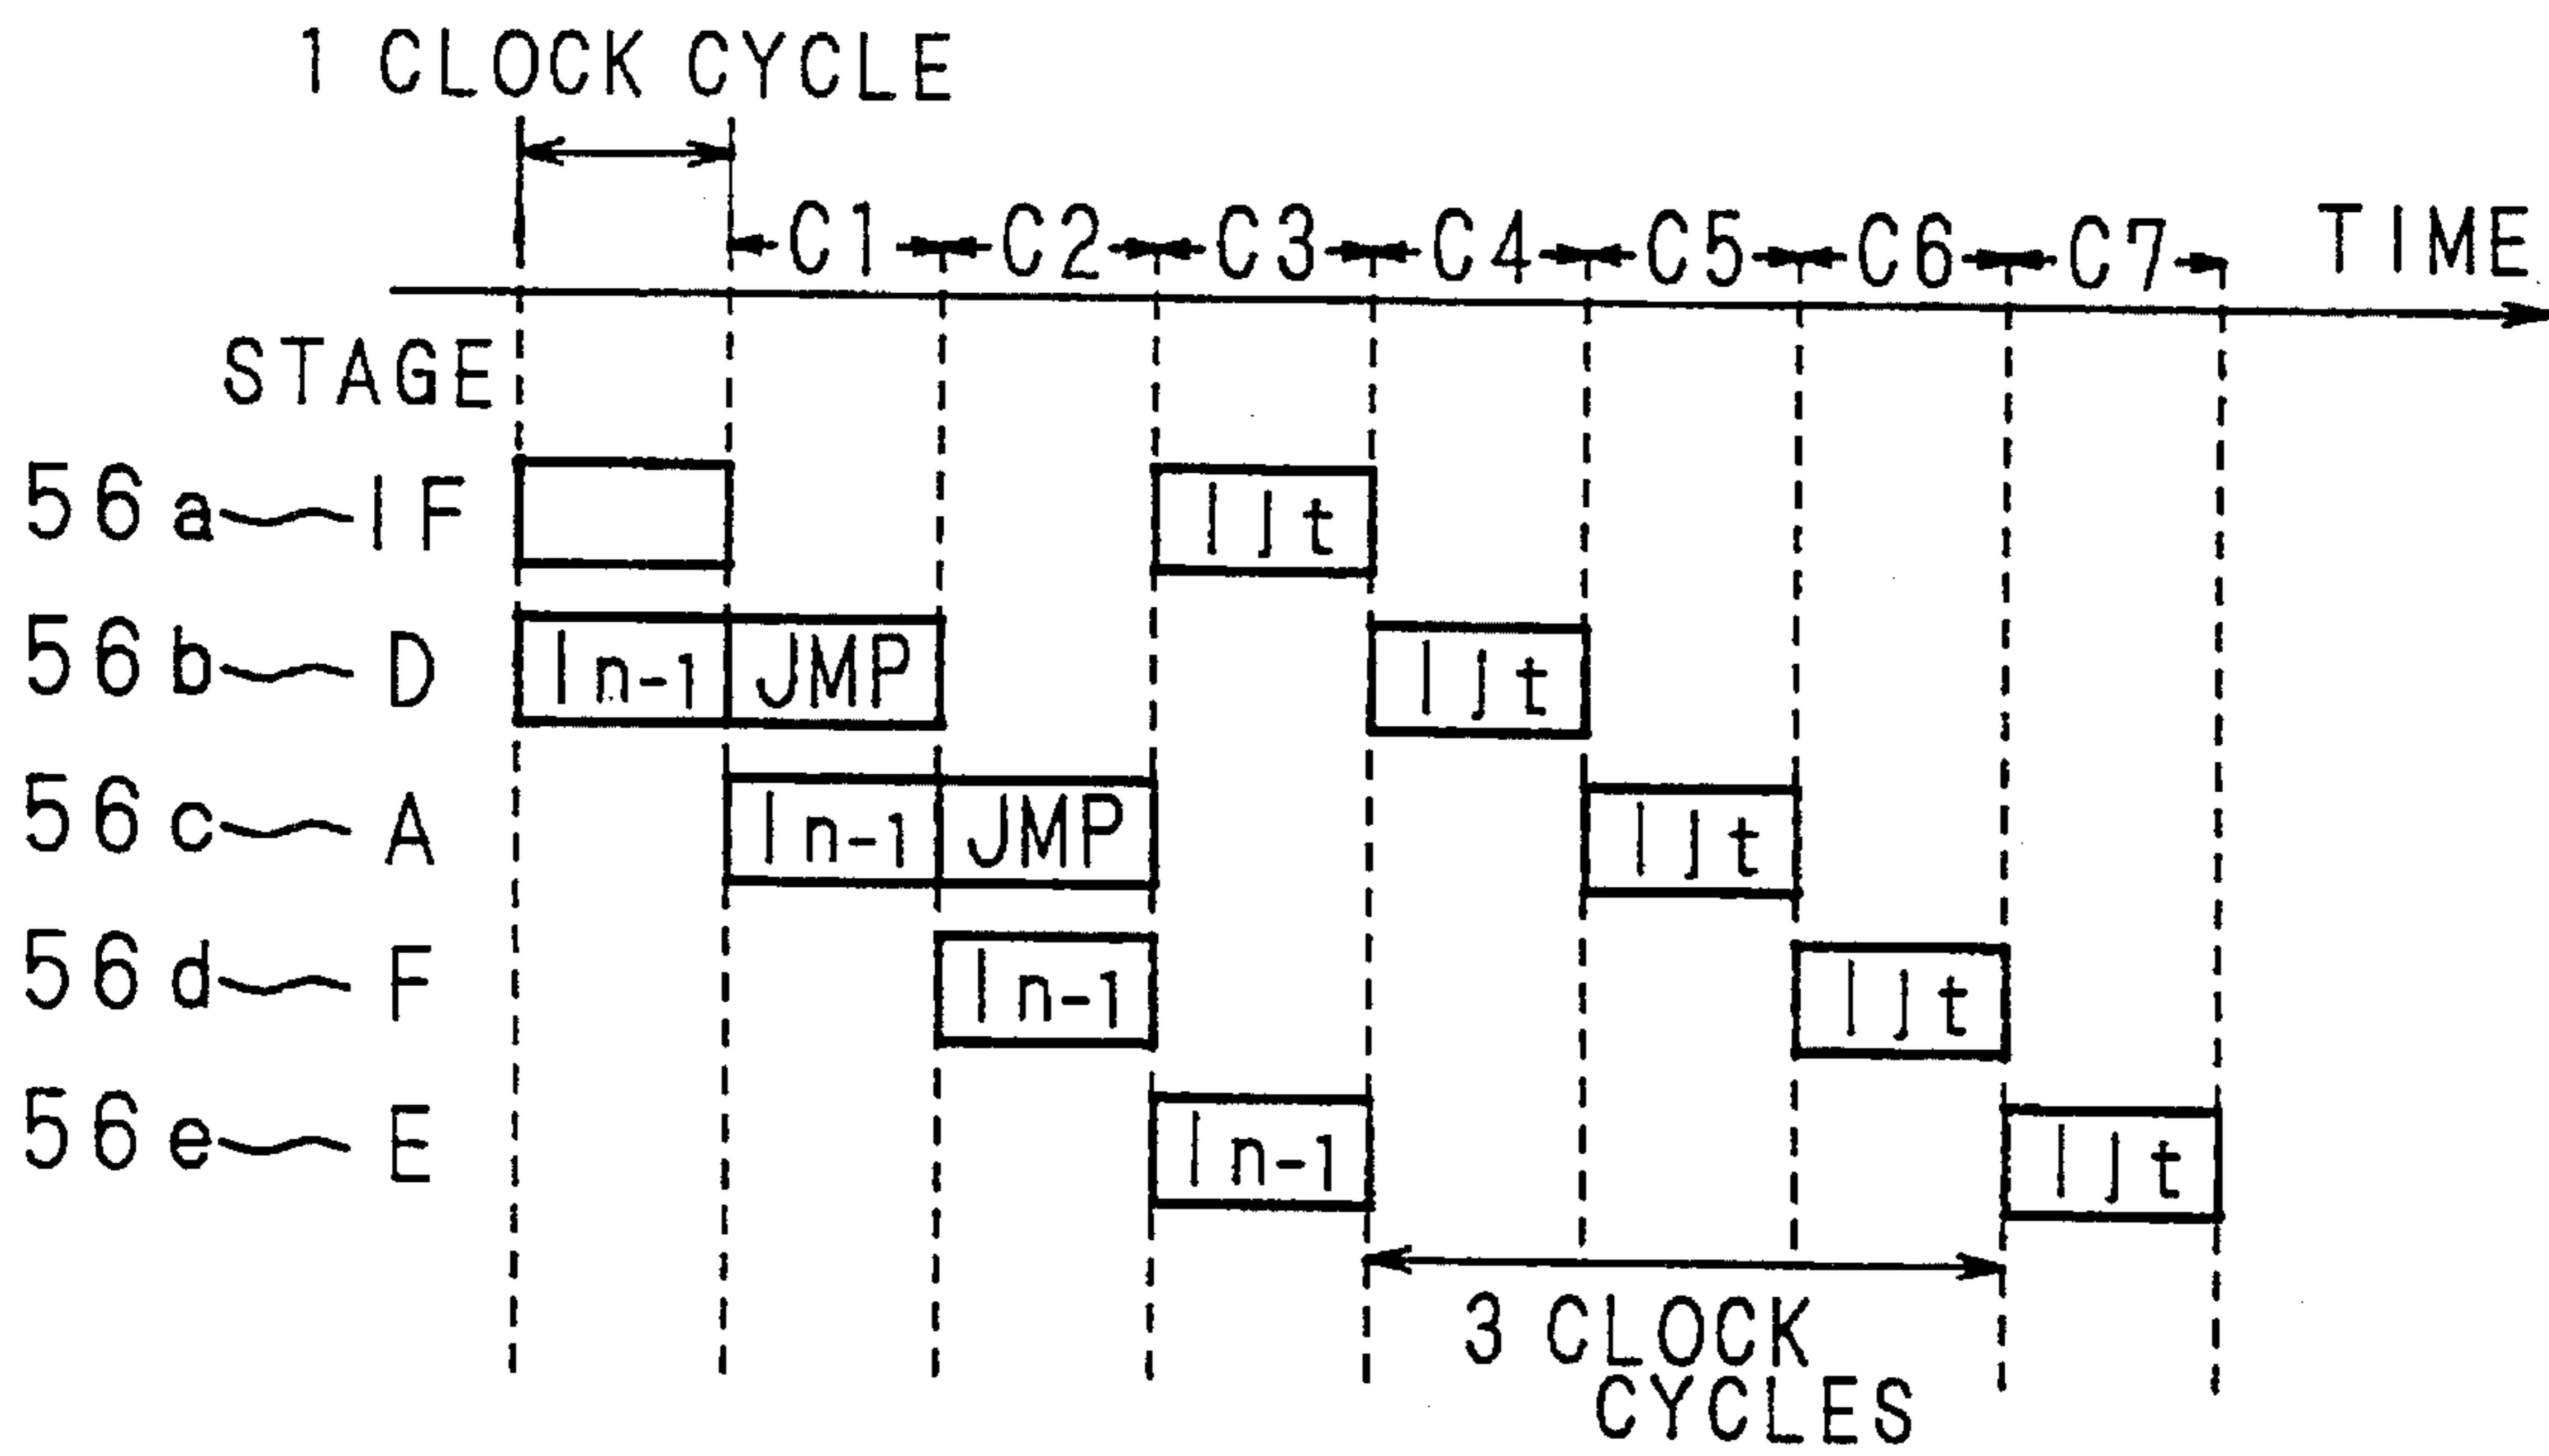 1 CLOCK CYCLE
C1 C2 C3 C4 C5 C6 C7 TIME
STAGE
56a IF Ijt
56b D In-1 JMP Ijt
56c A In-1 JMP Ijt
56d F In-1 Ijt
56e E In-1 Ijt
3 CLOCK
CYCLES